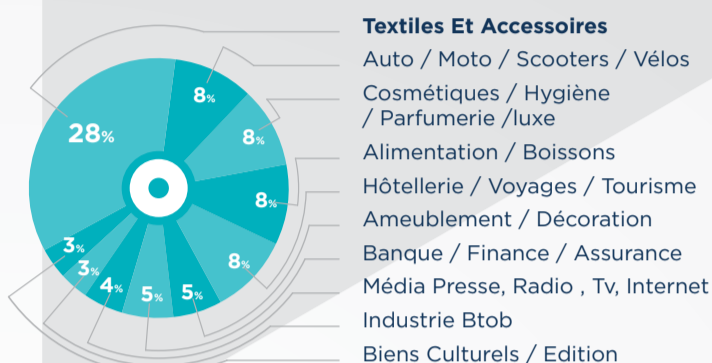 Textiles Et Accessoires
Auto / Moto / Scooters / Vélos
Cosmétiques / Hygiène
/ Parfumerie /luxe
Alimentation / Boissons
Hôtellerie / Voyages / Tourisme
Ameublement / Décoration
Banque / Finance / Assurance
Média Presse, Radio , Tv, Internet
Industrie Btob
Biens Culturels / Edition
28%
8%
8%
8%
8%
5%
5%
4%
3%
3%